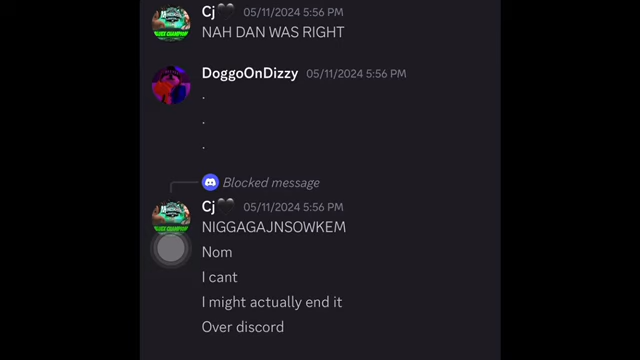 Cj🖤 05/11/2024 5:56 PM
NAH DAN WAS RIGHT
DoggoOnDizzy 05/11/2024 5:56 PM
.
.
.
Blocked message
Cj🖤 05/11/2024 5:56 PM
NIGGAGAJNSOWKEM
Nom
I cant
I might actually end it
Over discord